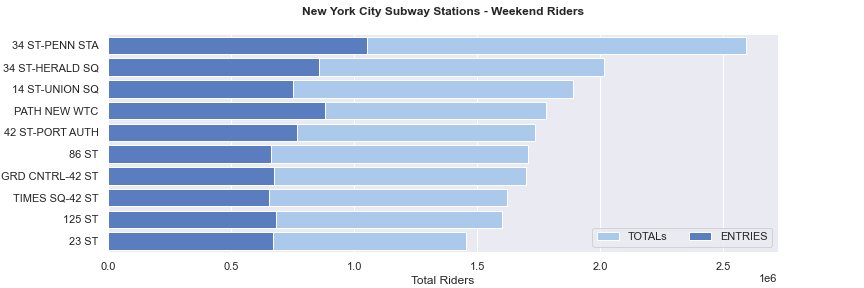 New York City Subway Stations - Weekend Riders
34 ST-PENN STA
34 ST-HERALD SQ
14 ST-UNION SQ
PATH NEW WTC
42 ST-PORT AUTH
86 ST
GRD CNTRL-42 ST
TIMES SQ-42 ST
125 ST
23 ST
TOTALs ENTRIES
0.0 0.5 1.0 1.5 2.0 2.5
1e6
Total Riders